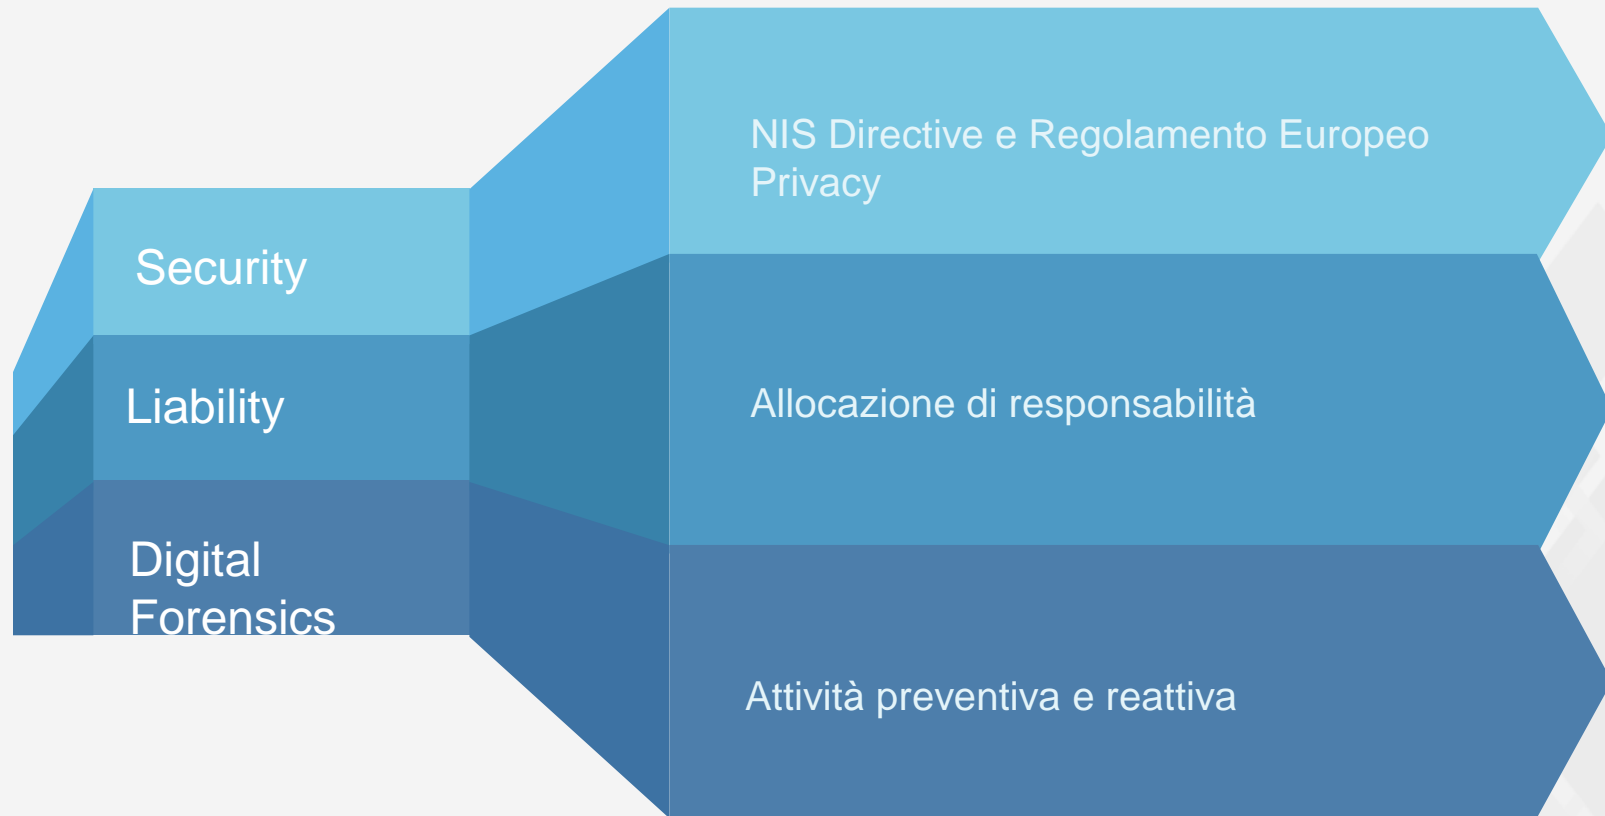 Security
NIS Directive e Regolamento Europeo
Privacy
Liability
Allocazione di responsabilità
Digital
Forensics
Attività preventiva e reattiva